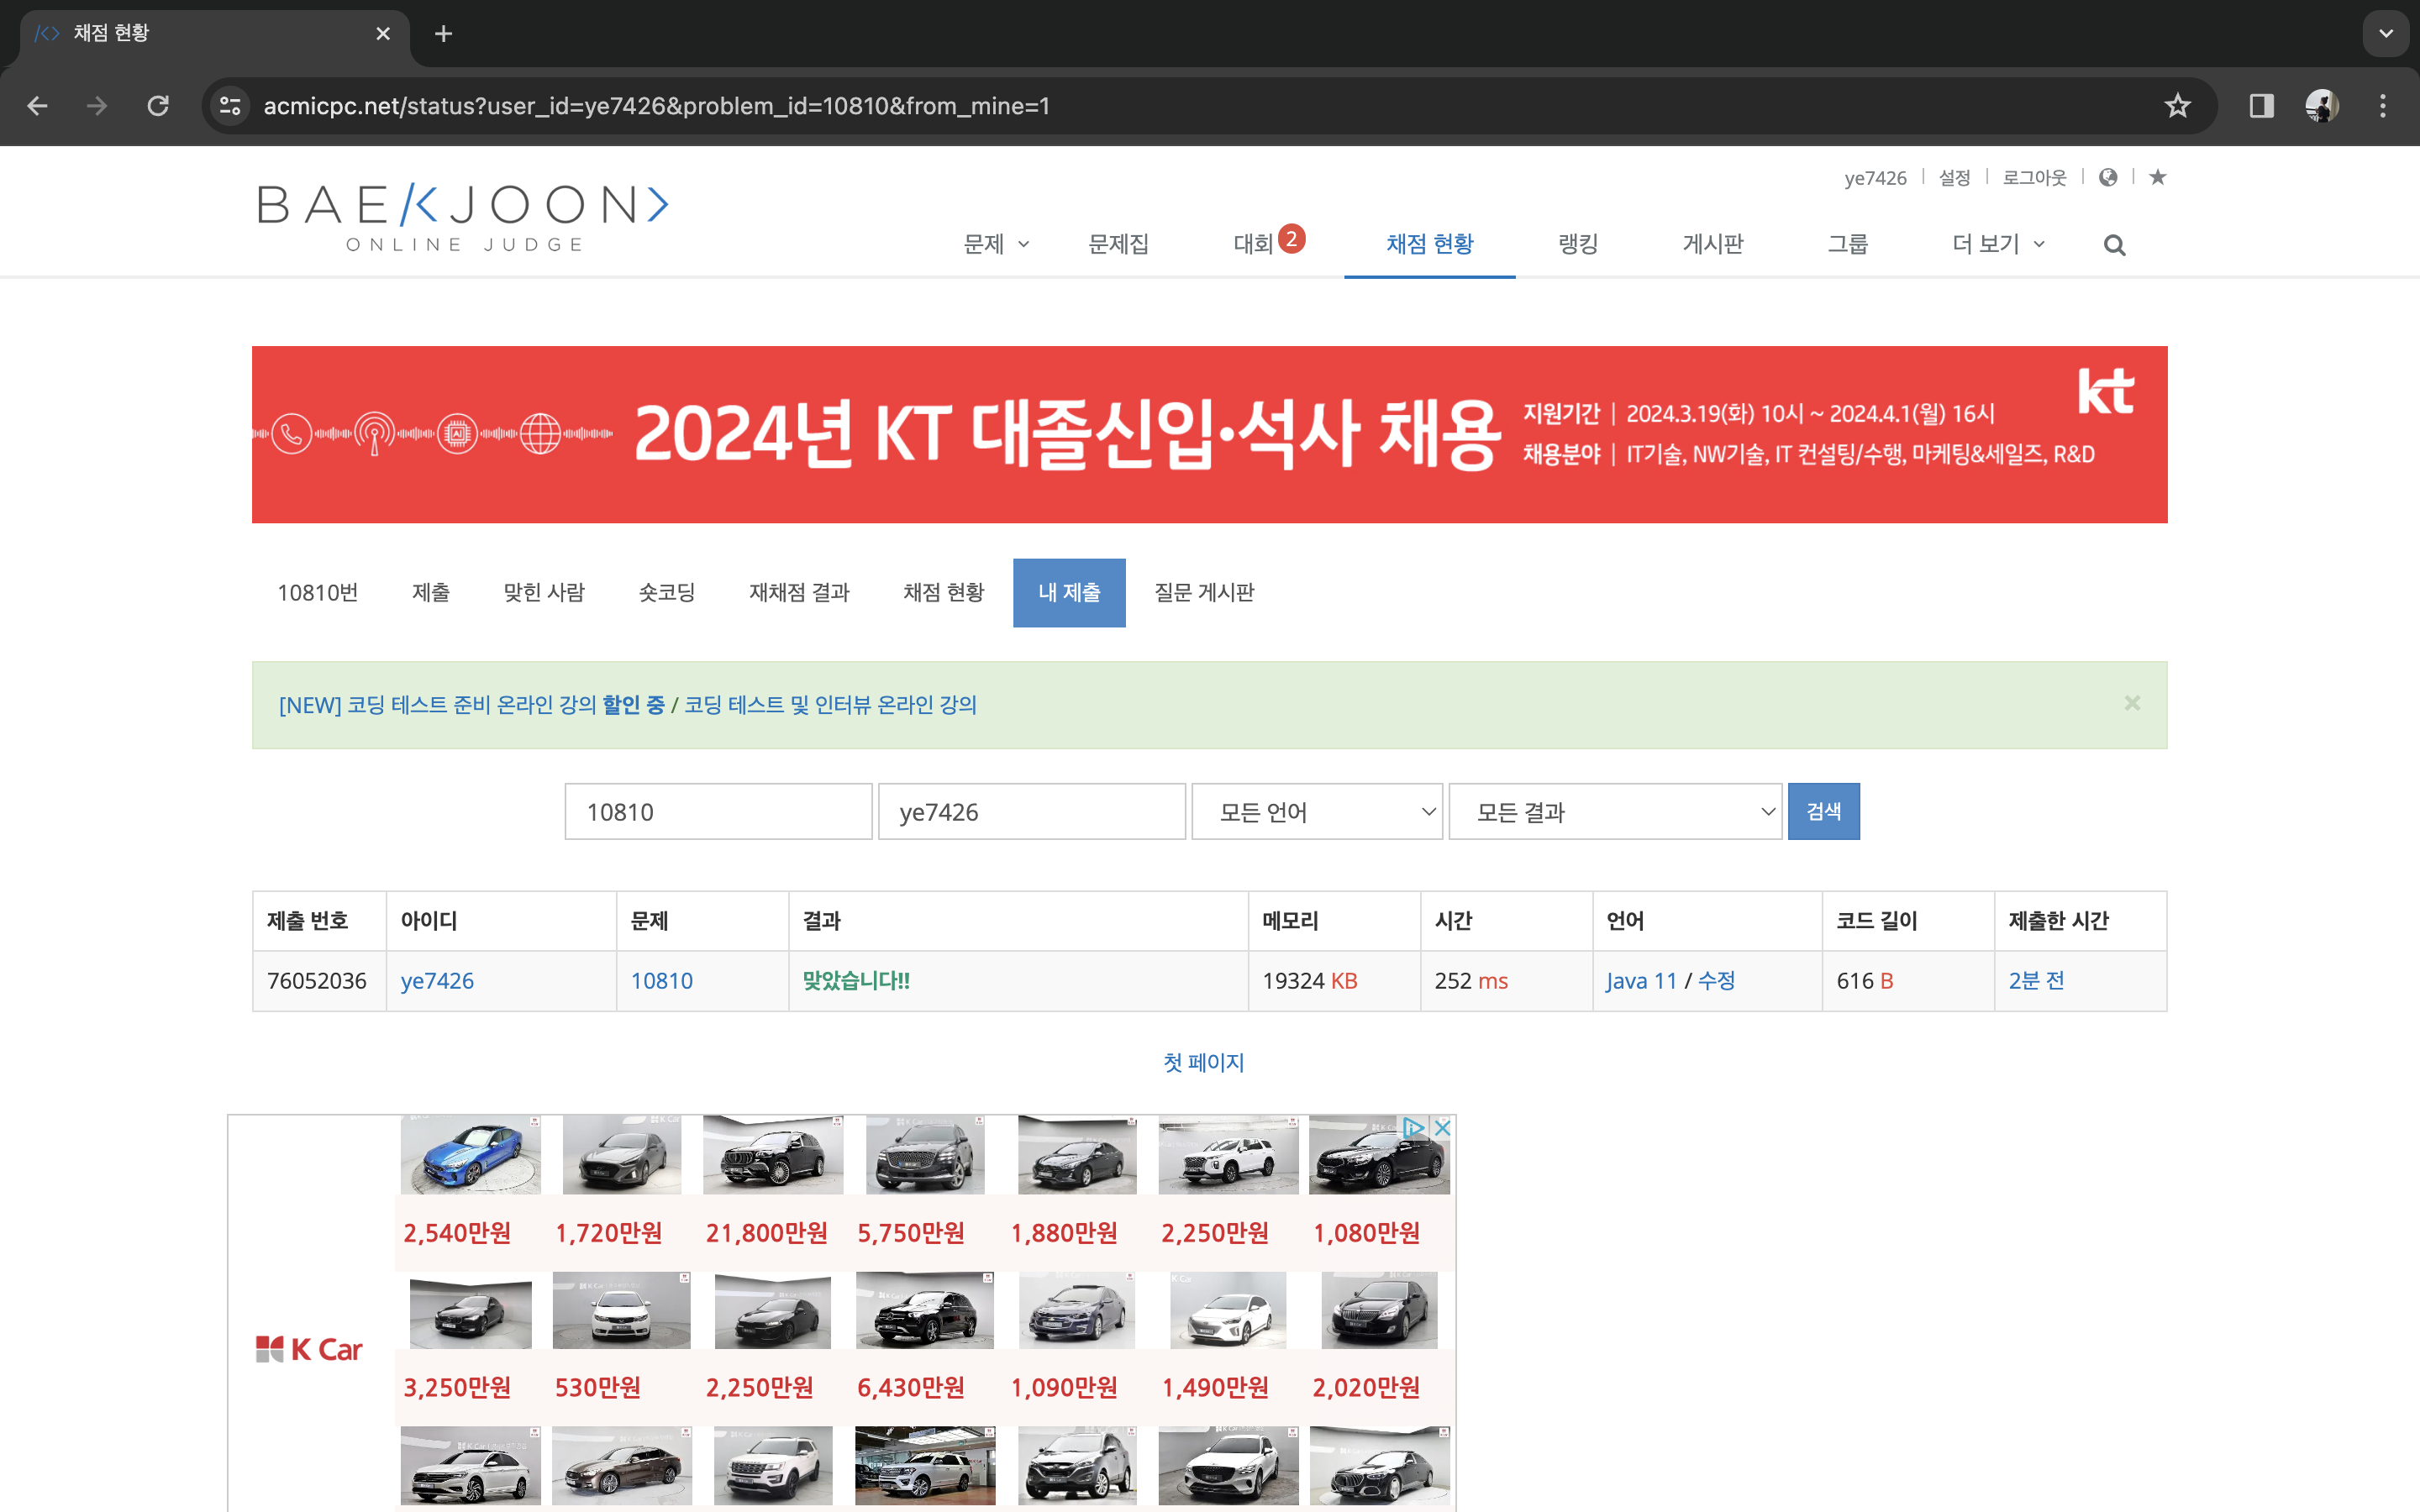 채점 현황
acmicpc.net/status?user_id=ye7426&problem_id=10810&from_mine=1
ye7426 설정 로그아웃
BAEKJOON
ONLINE JUDGE
문제 문제집 대회 2 채점 현황 랭킹 게시판 그룹 더 보기
kt
AI
2024년 KT 대졸신입·석사 채용
지원기간 | 2024.3.19(화) 10시 ~ 2024.4.1(월) 16시
채용분야 | IT기술, NW기술, IT 컨설팅/수행, 마케팅&세일즈, R&D
10810번 제출 맞힌 사람 숏코딩 재채점 결과 채점 현황 내 제출 질문 게시판
[NEW] 코딩 테스트 준비 온라인 강의 할인 중 / 코딩 테스트 및 인터뷰 온라인 강의
10810 ye7426 모든 언어 모든 결과 검색
제출 번호 아이디 문제 결과 메모리 시간 언어 코드 길이 제출한 시간
76052036 ye7426 10810 맞았습니다!! 19324 KB 252 ms Java 11 / 수정 616 B 2분 전
첫 페이지
2,540만원 1,720만원 21,800만원 5,750만원 1,880만원 2,250만원 1,080만원
K Car
3,250만원 530만원 2,250만원 6,430만원 1,090만원 1,490만원 2,020만원